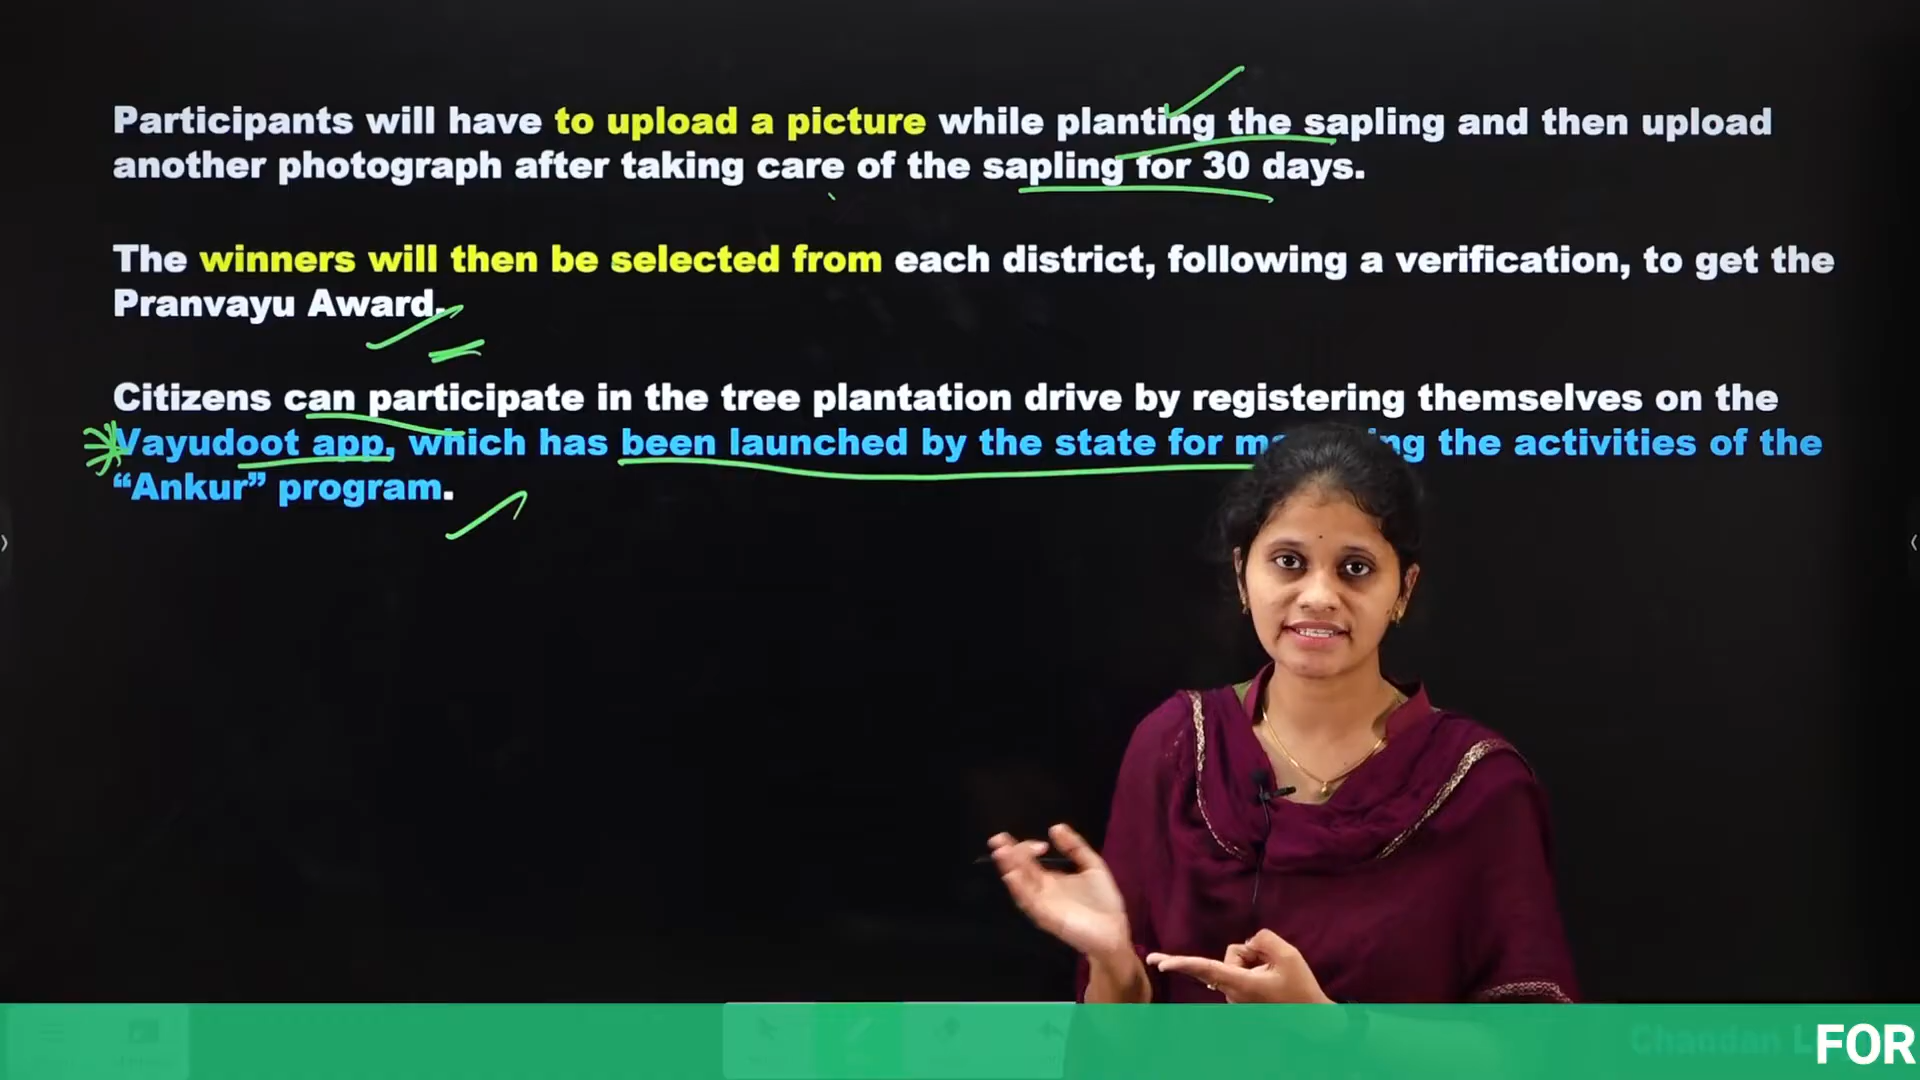 Participants will have to upload a picture while planting the sapling and then upload
another photograph after taking care of the sapling for 30 days.
The winners will then be selected from each district, following a verification, to get the
Pranvayu Award.
Citizens can participate in the tree plantation drive by registering themselves on the
Vayudoot app, which has been launched by the state for the activities of the
“Ankur” program.
Chandan
FOR